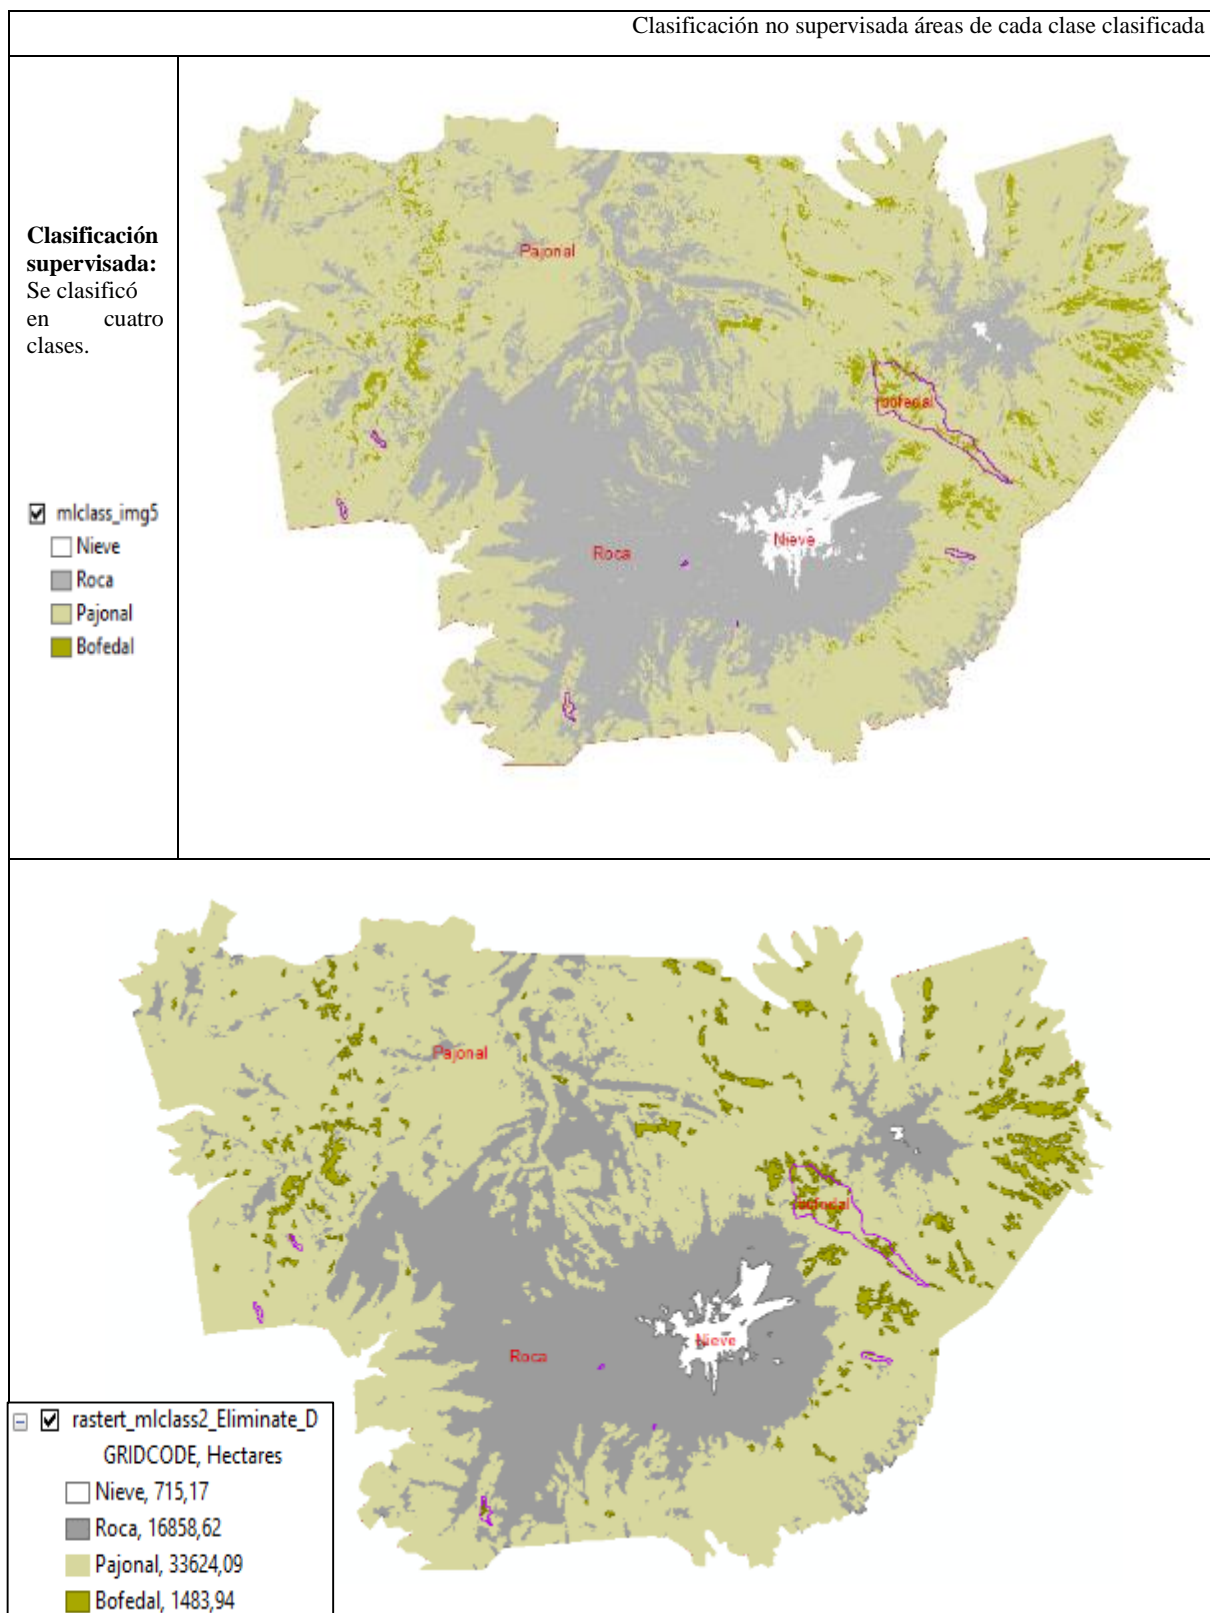 Clasificación no supervisada áreas de cada clase clasificada
Clasificación
supervisada:
Se clasificó
en cuatro
clases.
mlclass_img5
Nieve
Roca
Pajonal
Bofedal
Pajonal
bofedal
Nieve
Roca
Pajonal
bofedal
Nieve
Roca
rastert_mlclass2_Eliminate_D
GRIDCODE, Hectares
Nieve, 715,17
Roca, 16858,62
Pajonal, 33624,09
Bofedal, 1483,94